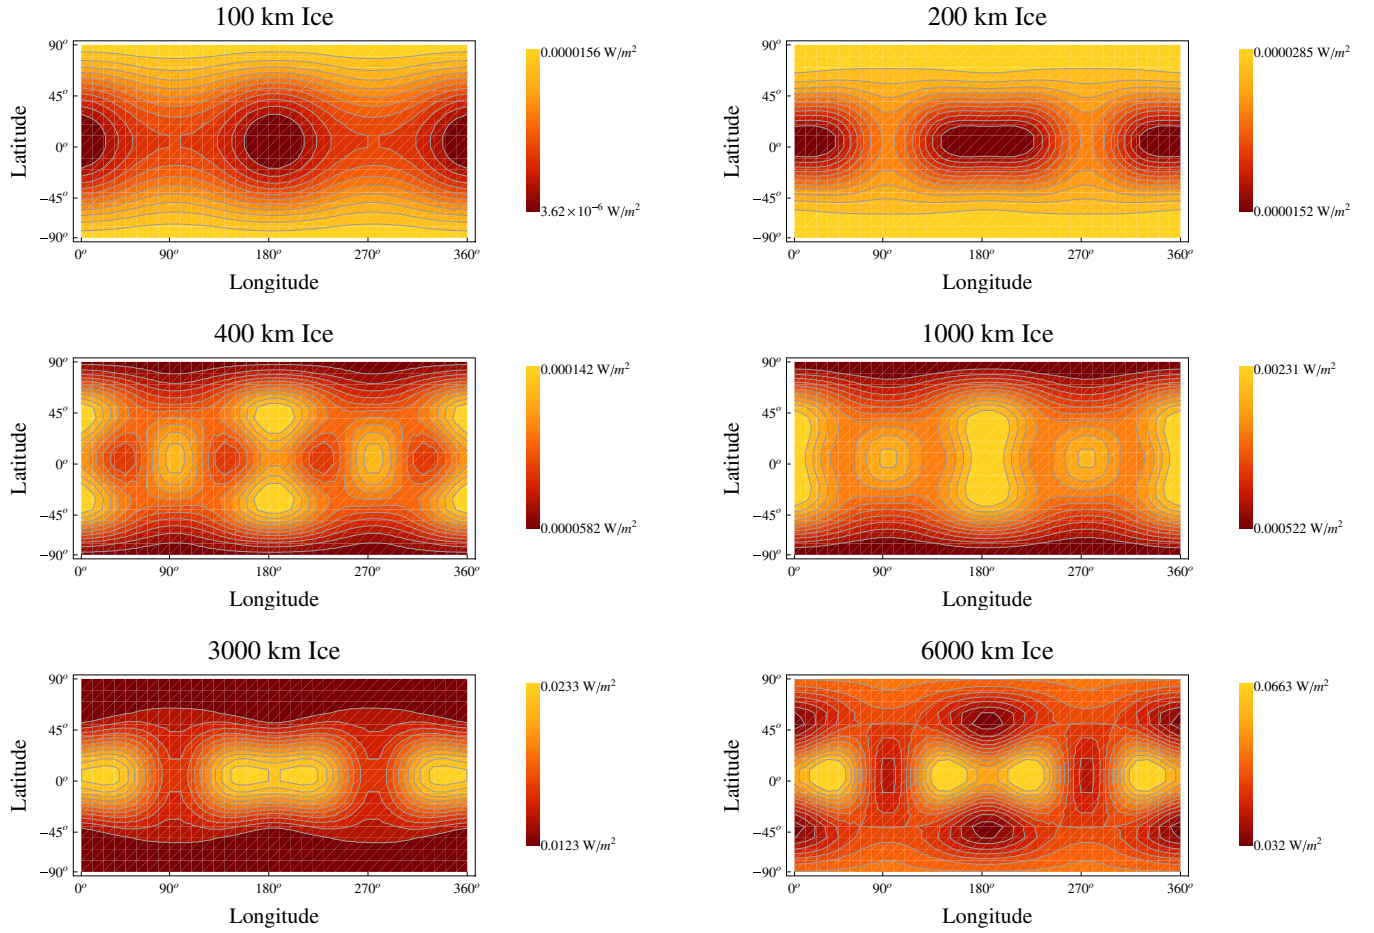 100 km Ice
90°
45°
0°
−45°
−90°
0° 90° 180° 270° 360°
Latitude
Longitude
0.0000156 W/m²
3.62×10⁻⁶ W/m²
200 km Ice
90°
45°
0°
−45°
−90°
0° 90° 180° 270° 360°
Latitude
Longitude
0.0000285 W/m²
0.0000152 W/m²
400 km Ice
90°
45°
0°
−45°
−90°
0° 90° 180° 270° 360°
Latitude
Longitude
0.000142 W/m²
0.0000582 W/m²
1000 km Ice
90°
45°
0°
−45°
−90°
0° 90° 180° 270° 360°
Latitude
Longitude
0.00231 W/m²
0.000522 W/m²
3000 km Ice
90°
45°
0°
−45°
−90°
0° 90° 180° 270° 360°
Latitude
Longitude
0.0233 W/m²
0.0123 W/m²
6000 km Ice
90°
45°
0°
−45°
−90°
0° 90° 180° 270° 360°
Latitude
Longitude
0.0663 W/m²
0.032 W/m²